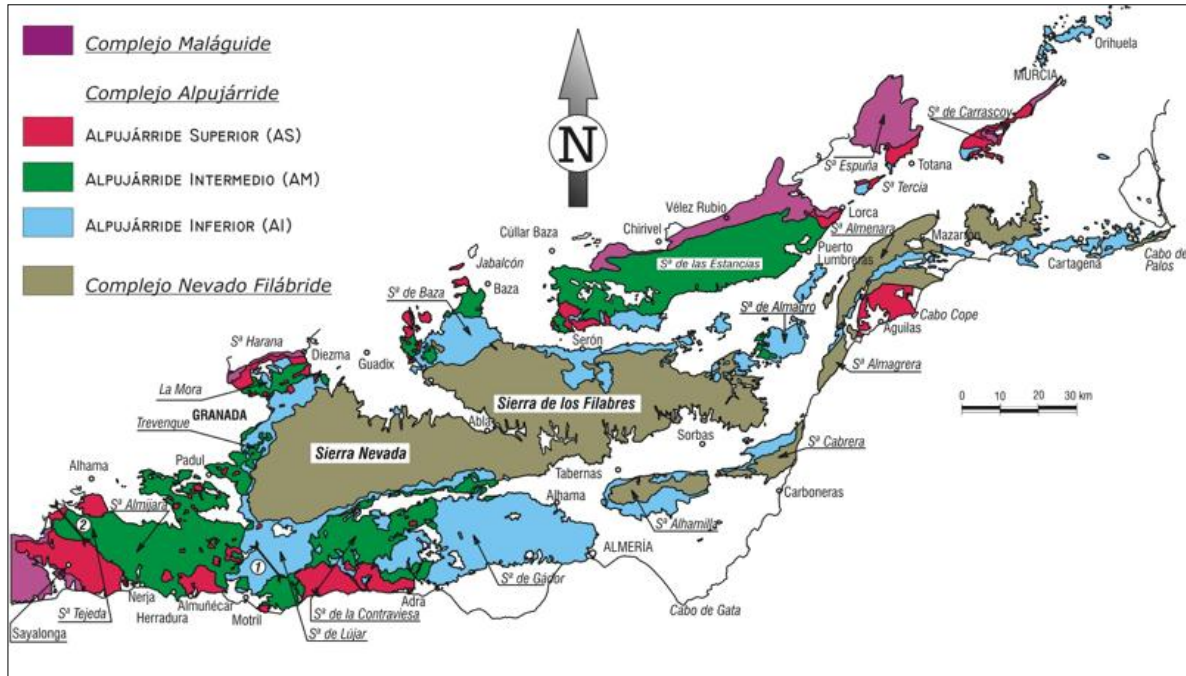 Complejo Maláguide
Complejo Alpujárride
ALPUJÁRRIDE SUPERIOR (AS)
ALPUJÁRRIDE INTERMEDIO (AM)
ALPUJÁRRIDE INFERIOR (AI)
Complejo Nevado Filábride
N
Orihuela
MURCIA
Sª de Carrascoy
Sª Espuña
Totana
Sª Tercia
Vélez Rubio
Lorca
Chirivel
Sª Almenara
Cúllar Baza
Mazarrón
Puerto
Lumbreras
Sª de las Estancias
Cabo de
Palos
Cartagena
Jabalcón
Baza
Sª de Baza
Sª de Almagro
Cabo Cope
Aguilas
Serón
Sª Harana
Diezma
Guadix
Sª Almagrera
La Mora
0 10 20 30 km
GRANADA
Sierra de los Filabres
Trevenque
Abla
Sorbas
Sierra Nevada
Sª Cabrera
Alhama
Padul
Tabernas
Carboneras
Alhama
Sª Almijara
Sª Alhamilla
2
ALMERÍA
1
Sª de Gádor
Nerja
Adra
Almuñécar
Sª de la Contraviesa
Cabo de Gata
Sª Tejeda
Herradura
Motril
Sayalonga
Sª de Lújar